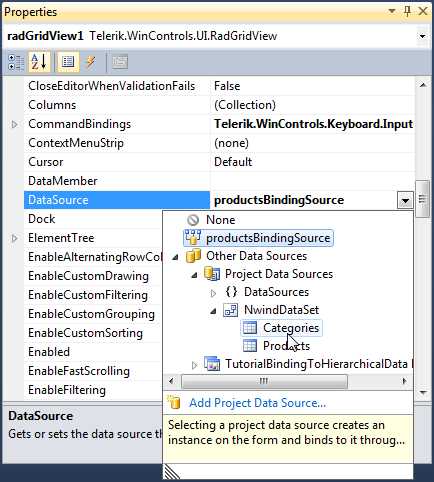 Properties
radGridView1 Telerik.WinControls.UI.RadGridView
CloseEditorWhenValidationFails False
Columns (Collection)
CommandBindings Telerik.WinControls.Keyboard.Input
ContextMenuStrip (none)
Cursor Default
DataMember
DataSource productsBindingSource
Dock
ElementTree
EnableAlternatingRowCol
EnableCustomDrawing
EnableCustomFiltering
EnableCustomGrouping
EnableCustomSorting
Enabled
EnableFastScrolling
EnableFiltering
None
productsBindingSource
Other Data Sources
Project Data Sources
{ } DataSources
NwindDataSet
Categories
TutorialBindingToHierarchicalData
Add Project Data Source...
Selecting a project data source creates an
instance on the form and binds to it throug...
DataSource
Gets or sets the data source th